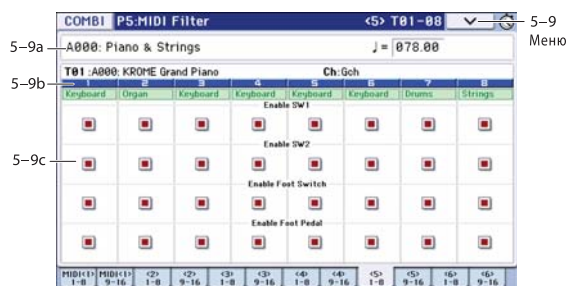 COMBI P5:MIDI Filter <5> T01-08
5–9
Меню
5–9a
A000: Piano & Strings ♩= 078.00
T01 :A000: KROME Grand Piano Ch:Gch
5–9b
1 2 3 4 5 6 7 8
Keyboard Organ Keyboard Keyboard Keyboard Keyboard Drums Strings
Enable SW1
5–9c
Enable SW2
Enable Foot Switch
Enable Foot Pedal
MIDI<1> MIDI<1> <2> <2> <3> <3> <4> <4> <5> <5> <6> <6>
1-8 9-16 1-8 9-16 1-8 9-16 1-8 9-16 1-8 9-16 1-8 9-16